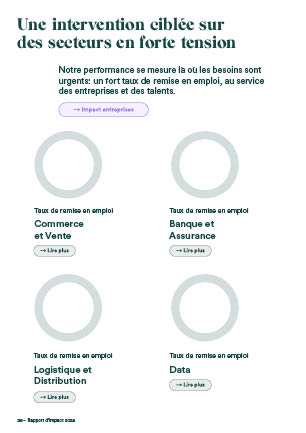 Une intervention ciblée sur
des secteurs en forte tension
Notre performance se mesure là où les besoins sont
urgents: un fort taux de remise en emploi, au service
des entreprises et des talents.
→ Impact entreprises
Taux de remise en emploi
Commerce
et Vente
→ Lire plus
Taux de remise en emploi
Banque et
Assurance
→ Lire plus
Taux de remise en emploi
Logistique et
Distribution
→ Lire plus
Taux de remise en emploi
Data
→ Lire plus
Rapport d'impact